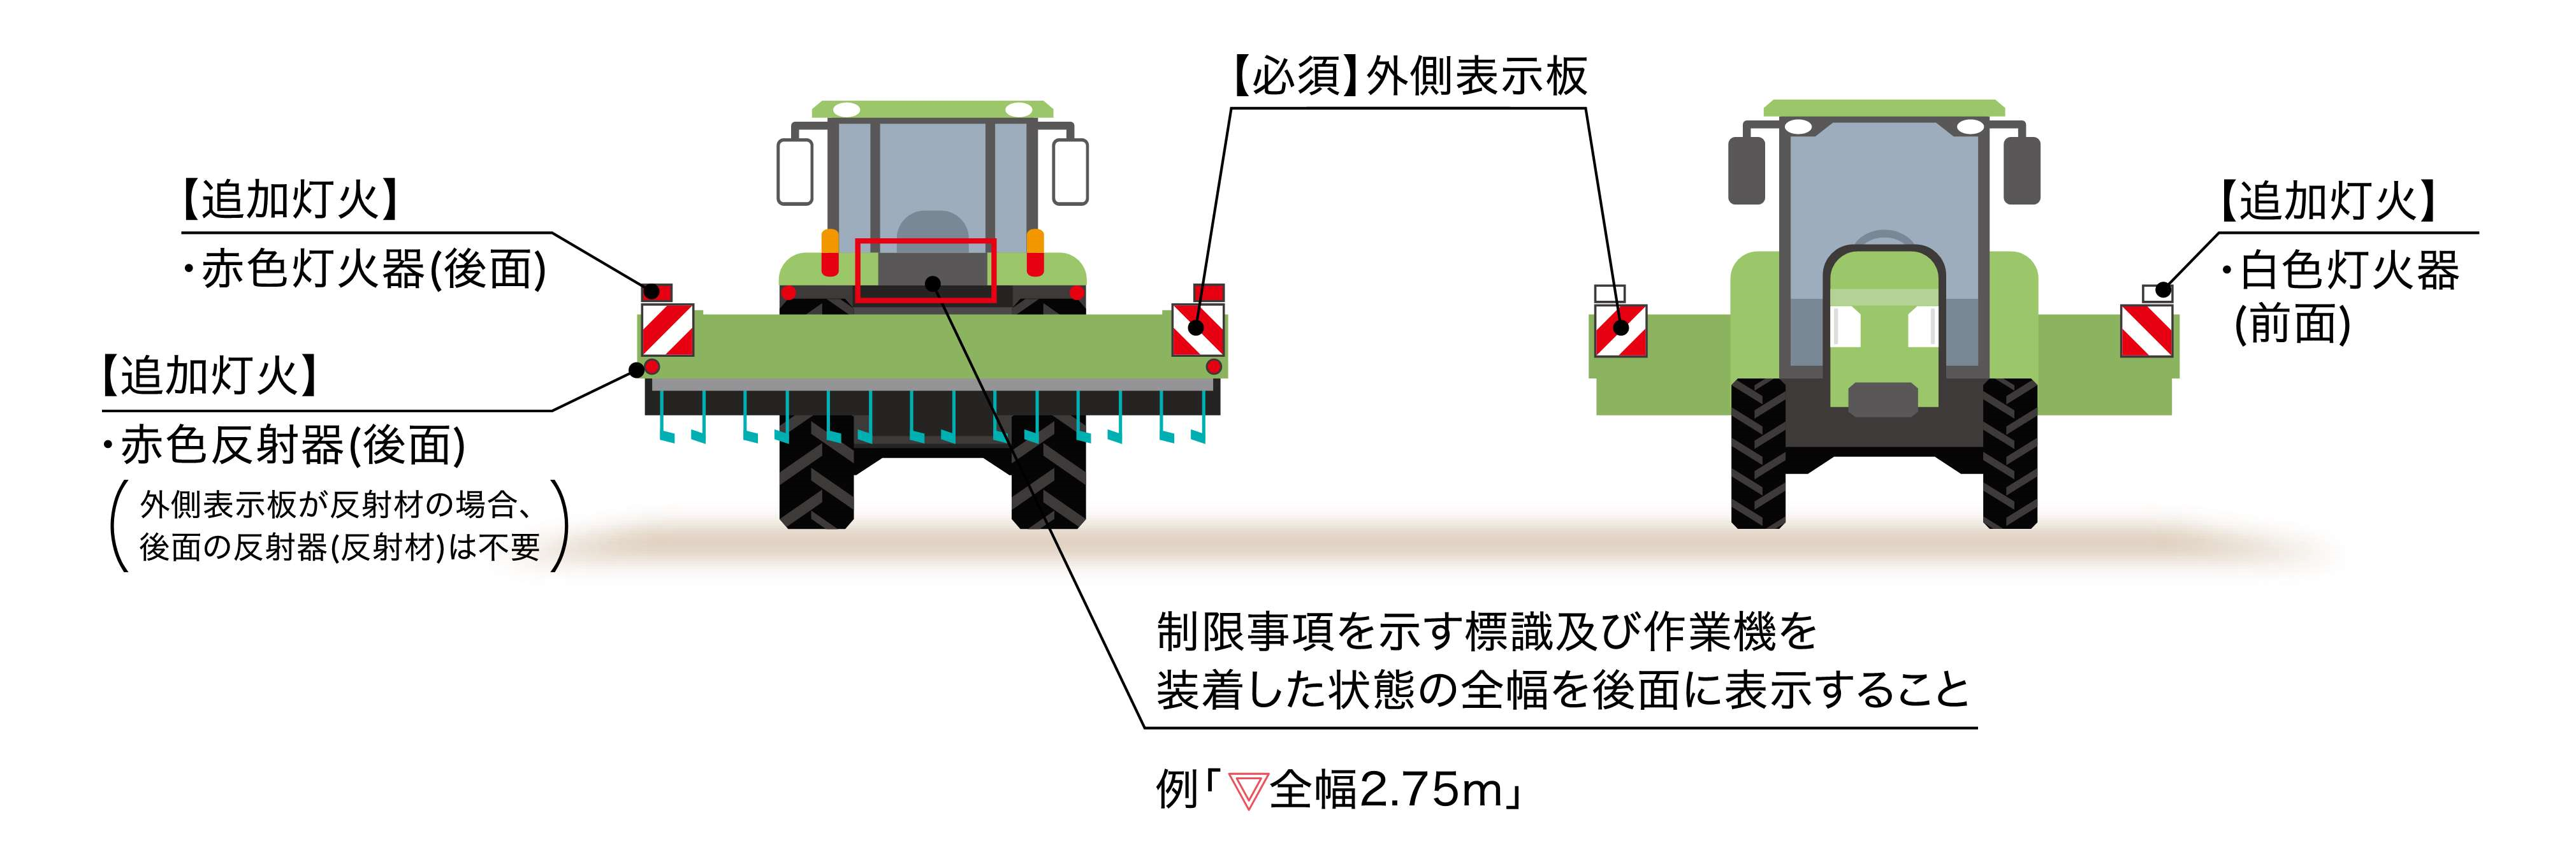 【必須】外側表示板
【追加灯火】
・赤色灯火器(後面)
【追加灯火】
・白色灯火器
(前面)
【追加灯火】
・赤色反射器(後面)
外側表示板が反射材の場合、
後面の反射器(反射材)は不要
制限事項を示す標識及び作業機を
装着した状態の全幅を後面に表示すること
例「▽全幅2.75m」